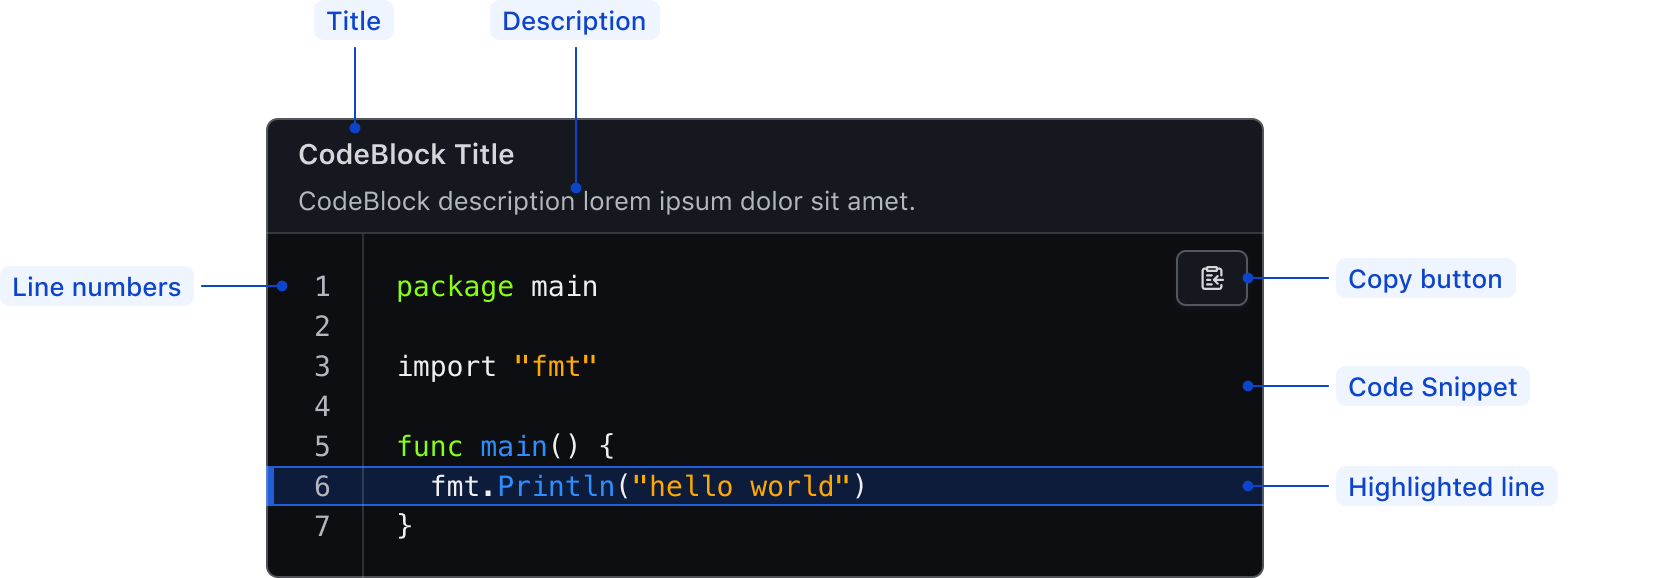 Title
Description
CodeBlock Title
CodeBlock description lorem ipsum dolor sit amet.
Line numbers
1 package main
2
3 import "fmt"
4
5 func main() {
6   fmt.Println("hello world")
7 }
Copy button
Code Snippet
Highlighted line